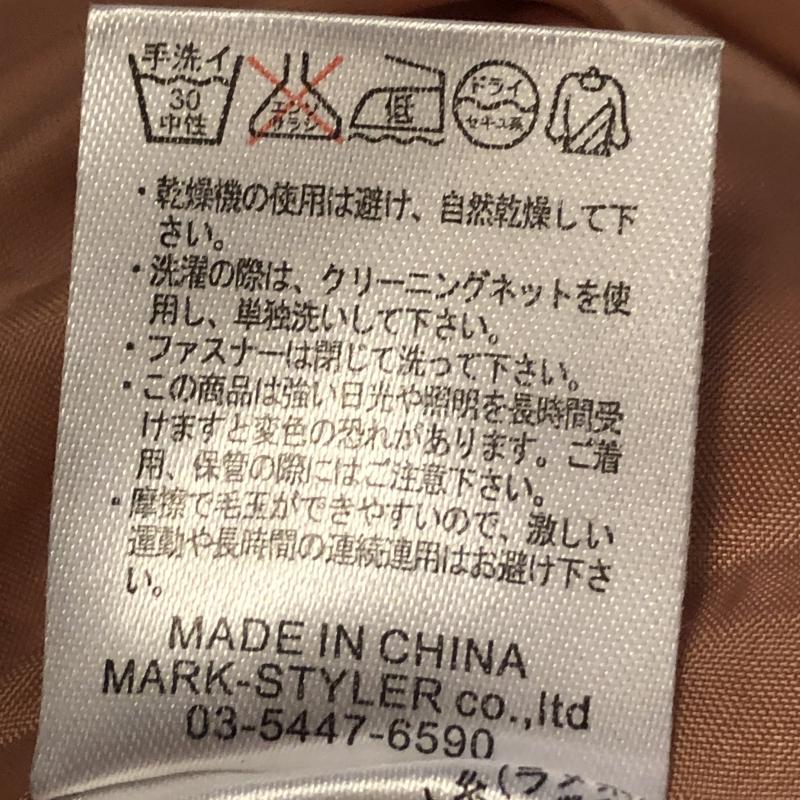 手洗イ
30
中性
エンソ
サラシ
低
ドライ
セキユ系
・乾燥機の使用は避け、自然乾燥して下
さい。
・洗濯の際は、クリーニングネットを使
用し、単独洗いして下さい。
・ファスナーは閉じて洗って下さい。
・この商品は強い日光や照明を長時間受
けますと変色の恐れがあります。ご着
用、保管の際にはご注意下さい。
・摩擦で毛玉ができやすいので、激しい
運動や長時間の連続連用はお避け下さ
い。
MADE IN CHINA
MARK-STYLER co.,ltd
03-5447-6590